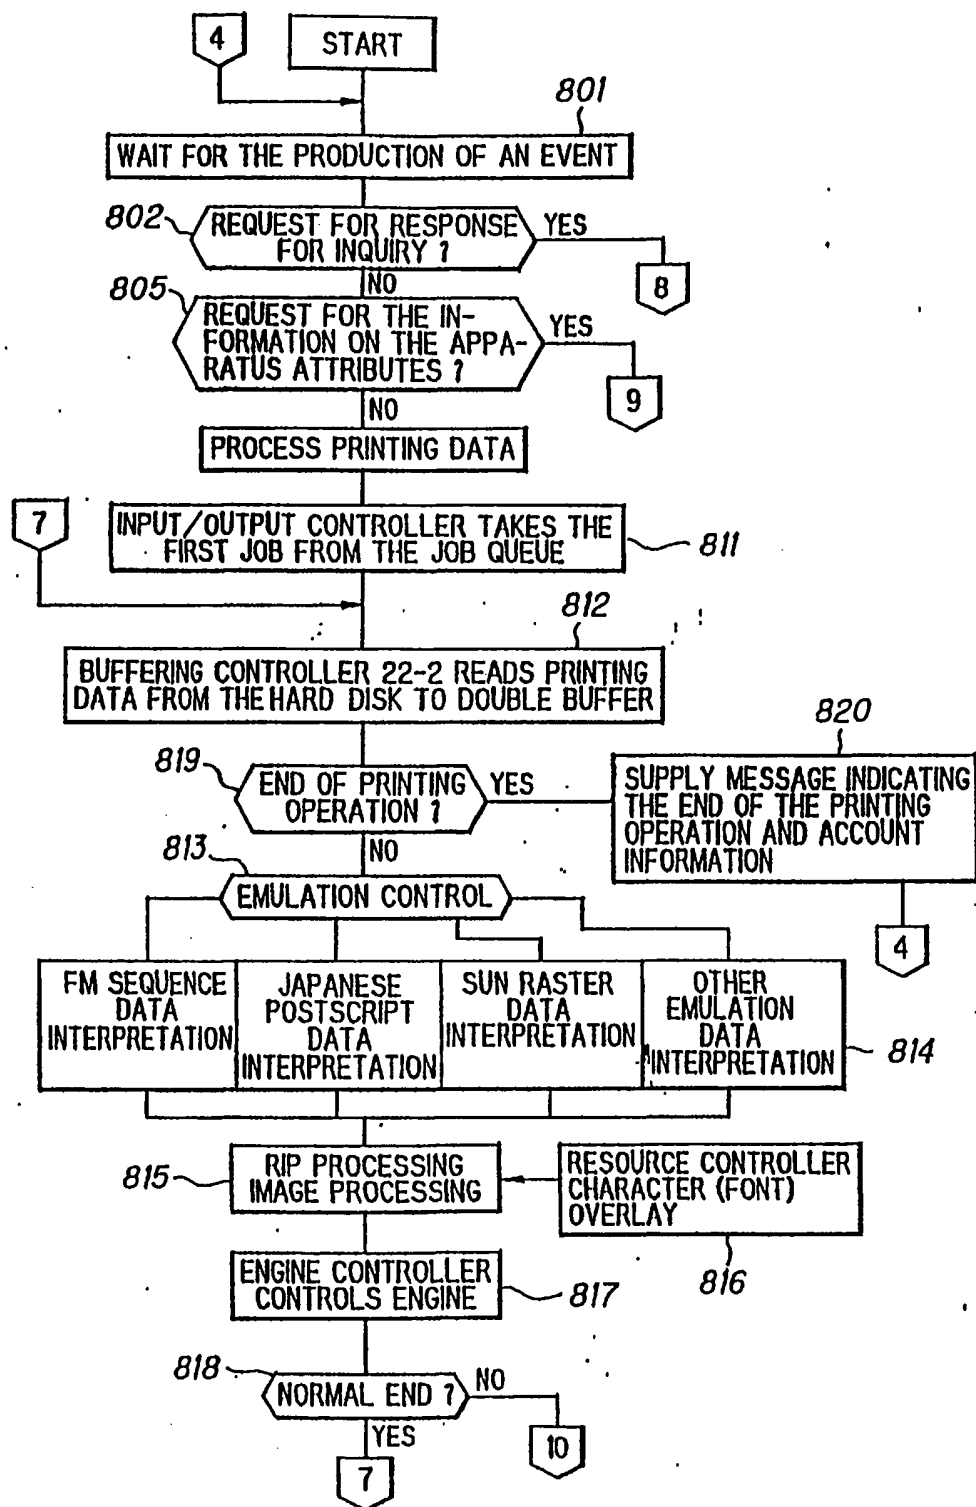 4
START
801
WAIT FOR THE PRODUCTION OF AN EVENT
802
REQUEST FOR RESPONSE
FOR INQUIRY ?
YES
8
NO
805
REQUEST FOR THE IN-
FORMATION ON THE APPA-
RATUS ATTRIBUTES ?
YES
9
NO
PROCESS PRINTING DATA
7
INPUT/OUTPUT CONTROLLER TAKES THE
FIRST JOB FROM THE JOB QUEUE
811
812
BUFFERING CONTROLLER 22-2 READS PRINTING
DATA FROM THE HARD DISK TO DOUBLE BUFFER
819
END OF PRINTING
OPERATION ?
YES
820
SUPPLY MESSAGE INDICATING
THE END OF THE PRINTING
OPERATION AND ACCOUNT
INFORMATION
4
NO
813
EMULATION CONTROL
FM SEQUENCE
DATA
INTERPRETATION
JAPANESE
POSTSCRIPT
DATA
INTERPRETATION
SUN RASTER
DATA
INTERPRETATION
OTHER
EMULATION
DATA
INTERPRETATION
814
815
RIP PROCESSING
IMAGE PROCESSING
RESOURCE CONTROLLER
CHARACTER (FONT)
OVERLAY
816
ENGINE CONTROLLER
CONTROLS ENGINE
817
818
NORMAL END ?
NO
10
YES
7